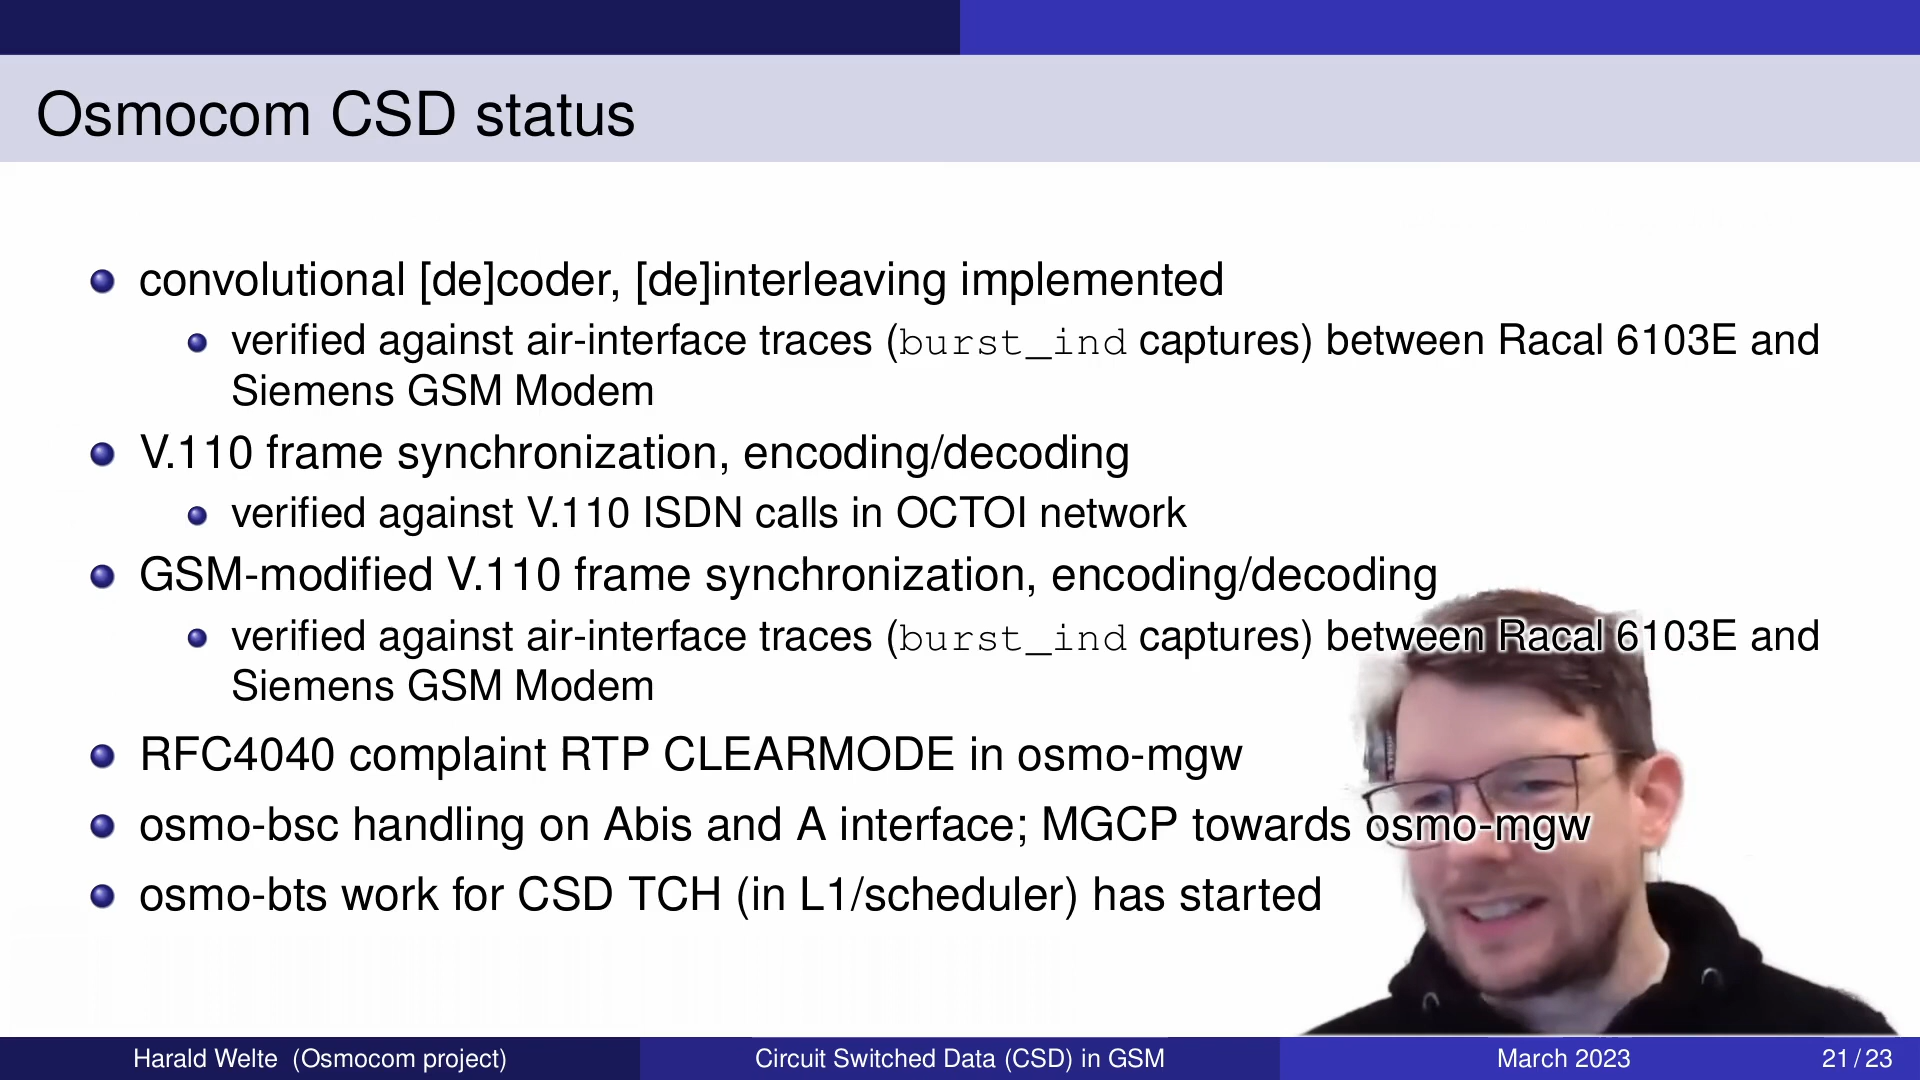 Osmocom CSD status
convolutional [de]coder, [de]interleaving implemented
verified against air-interface traces (burst_ind captures) between Racal 6103E and
Siemens GSM Modem
V.110 frame synchronization, encoding/decoding
verified against V.110 ISDN calls in OCTOI network
GSM-modified V.110 frame synchronization, encoding/decoding
verified against air-interface traces (burst_ind captures) between Racal 6103E and
Siemens GSM Modem
RFC4040 complaint RTP CLEARMODE in osmo-mgw
osmo-bsc handling on Abis and A interface; MGCP towards osmo-mgw
osmo-bts work for CSD TCH (in L1/scheduler) has started
Harald Welte (Osmocom project) Circuit Switched Data (CSD) in GSM March 2023 21 / 23